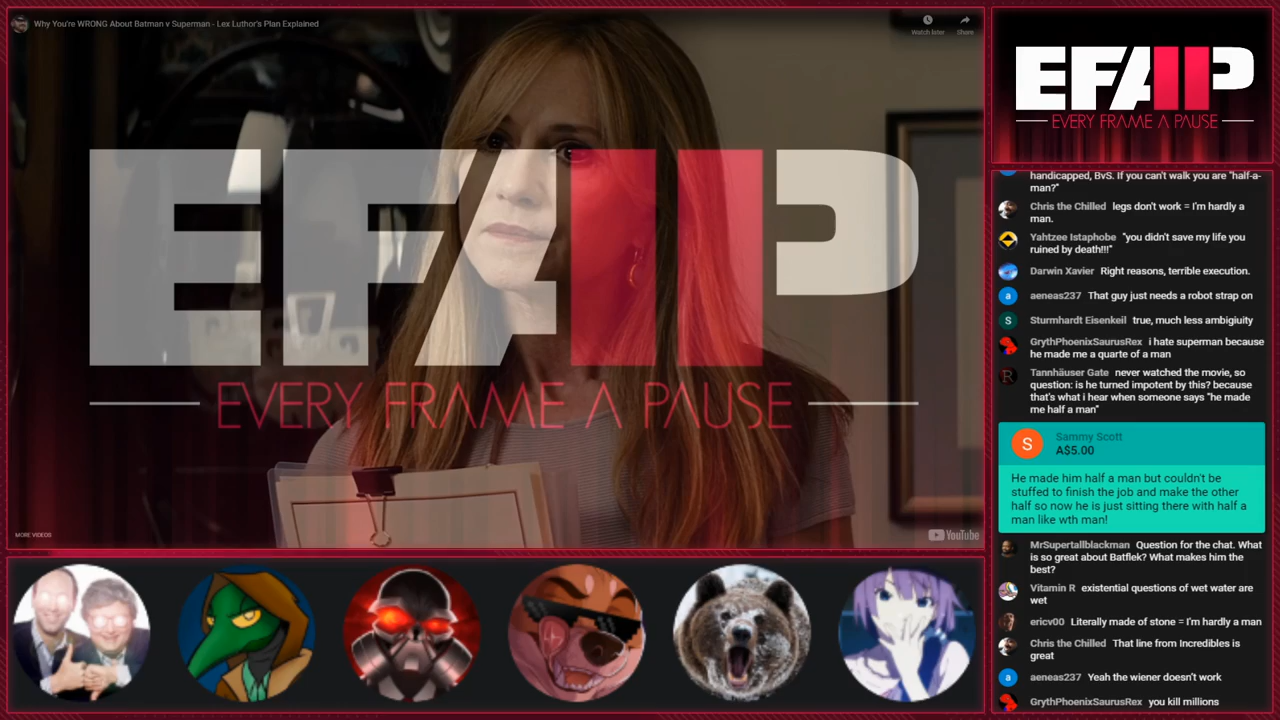 Why You're WRONG About Batman v Superman - Lex Luthor's Plan Explained
Watch later
Share
EFAP
EVERY FRAME A PAUSE
MORE VIDEOS
YouTube
EFAP
EVERY FRAME A PAUSE
handicapped, BvS. If you can't walk you are "half-a-
man?"
Chris the Chilled legs don't work = I'm hardly a
man.
Yahtzee Istaphobe "you didn't save my life you
ruined by death!!!"
Darwin Xavier Right reasons, terrible execution.
a
aeneas237 That guy just needs a robot strap on
S
Sturmhardt Eisenkeil true, much less ambigiuity
GrythPhoenixSaurusRex i hate superman because
he made me a quarte of a man
R
Tannhäuser Gate never watched the movie, so
question: is he turned impotent by this? because
that's what i hear when someone says "he made
me half a man"
S
Sammy Scott
A$5.00
He made him half a man but couldn't be
stuffed to finish the job and make the other
half so now he is just sitting there with half a
man like wth man!
MrSupertallblackman Question for the chat. What
is so great about Batflek? What makes him the
best?
Vitamin R existential questions of wet water are
wet
ericv00 Literally made of stone = I'm hardly a man
Chris the Chilled That line from Incredibles is
great
a
aeneas237 Yeah the wiener doesn't work
GrythPhoenixSaurusRex you kill millions